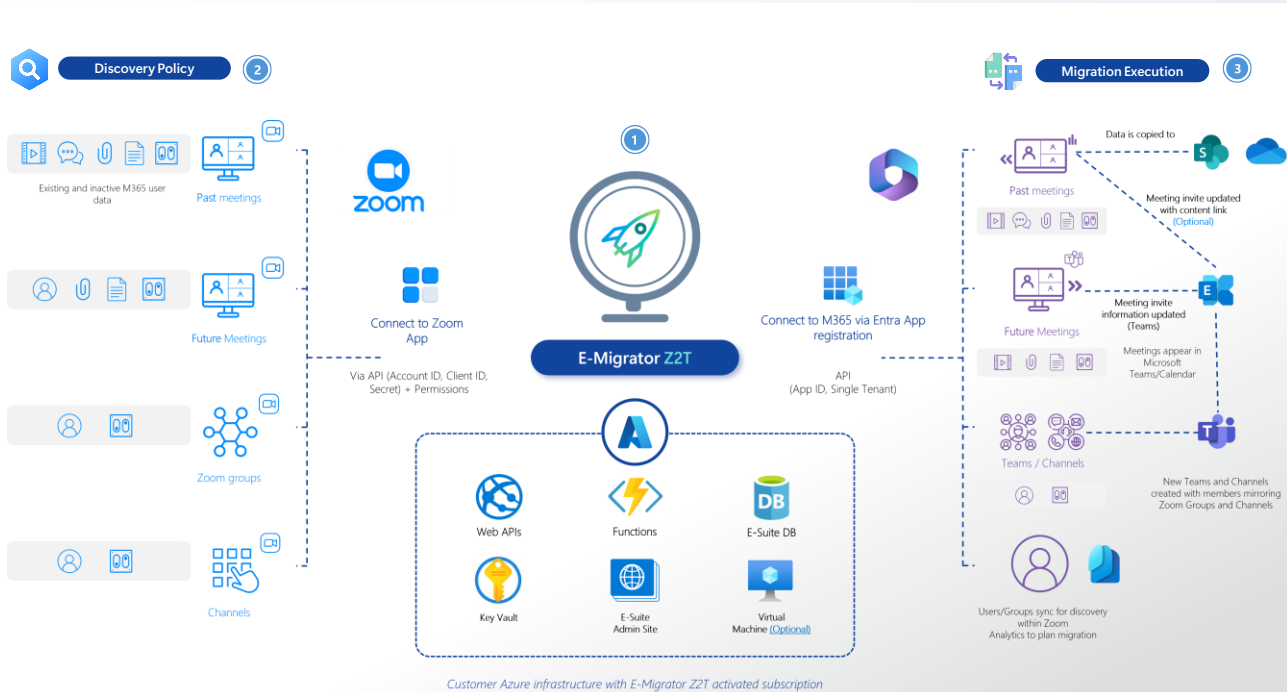 Discovery Policy
2
Existing and inactive M365 user
data
Past meetings
Future Meetings
Zoom groups
Channels
zoom
Connect to Zoom
App
Via API (Account ID, Client ID,
Secret) + Permissions
1
E-Migrator Z2T
Connect to M365 via Entra App
registration
API
(App ID, Single Tenant)
Web APIs
Functions
DB
E-Suite DB
Key Vault
E-Suite
Admin Site
Virtual
Machine (Optional)
Customer Azure infrastructure with E-Migrator Z2T activated subscription
Migration Execution
3
Past meetings
Data is copied to
S
Meeting invite updated
with content link
(Optional)
Future Meetings
E
Meeting invite
information updated
(Teams)
Meetings appear in
Microsoft
Teams/Calendar
Teams / Channels
T
New Teams and Channels
created with members mirroring
Zoom Groups and Channels
Users/Groups sync for discovery
within Zoom
Analytics to plan migration